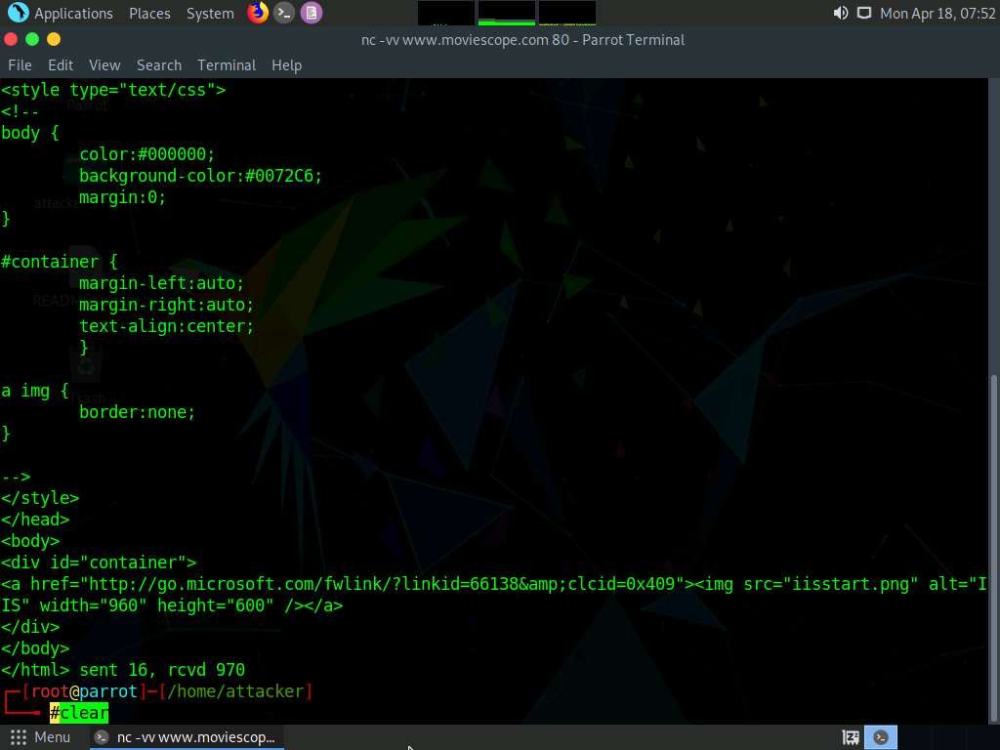 Applications Places System Mon Apr 18, 07:52
nc -vv www.moviescope.com 80 - Parrot Terminal
File Edit View Search Terminal Help
<style type="text/css">
<!--
body {
color:#000000;
background-color:#0072C6;
margin:0;
}
#container {
margin-left:auto;
margin-right:auto;
text-align:center;
}
a img {
border:none;
}
-->
</style>
</head>
<body>
<div id="container">
<a href="http://go.microsoft.com/fwlink/?linkid=66138&amp;clcid=0x409"><img src="iisstart.png" alt="I
IS" width="960" height="600" /></a>
</div>
</body>
</html> sent 16, rcvd 970
┌─[root@parrot]─[/home/attacker]
└──╼ #clear
Menu nc -vv www.moviescop...